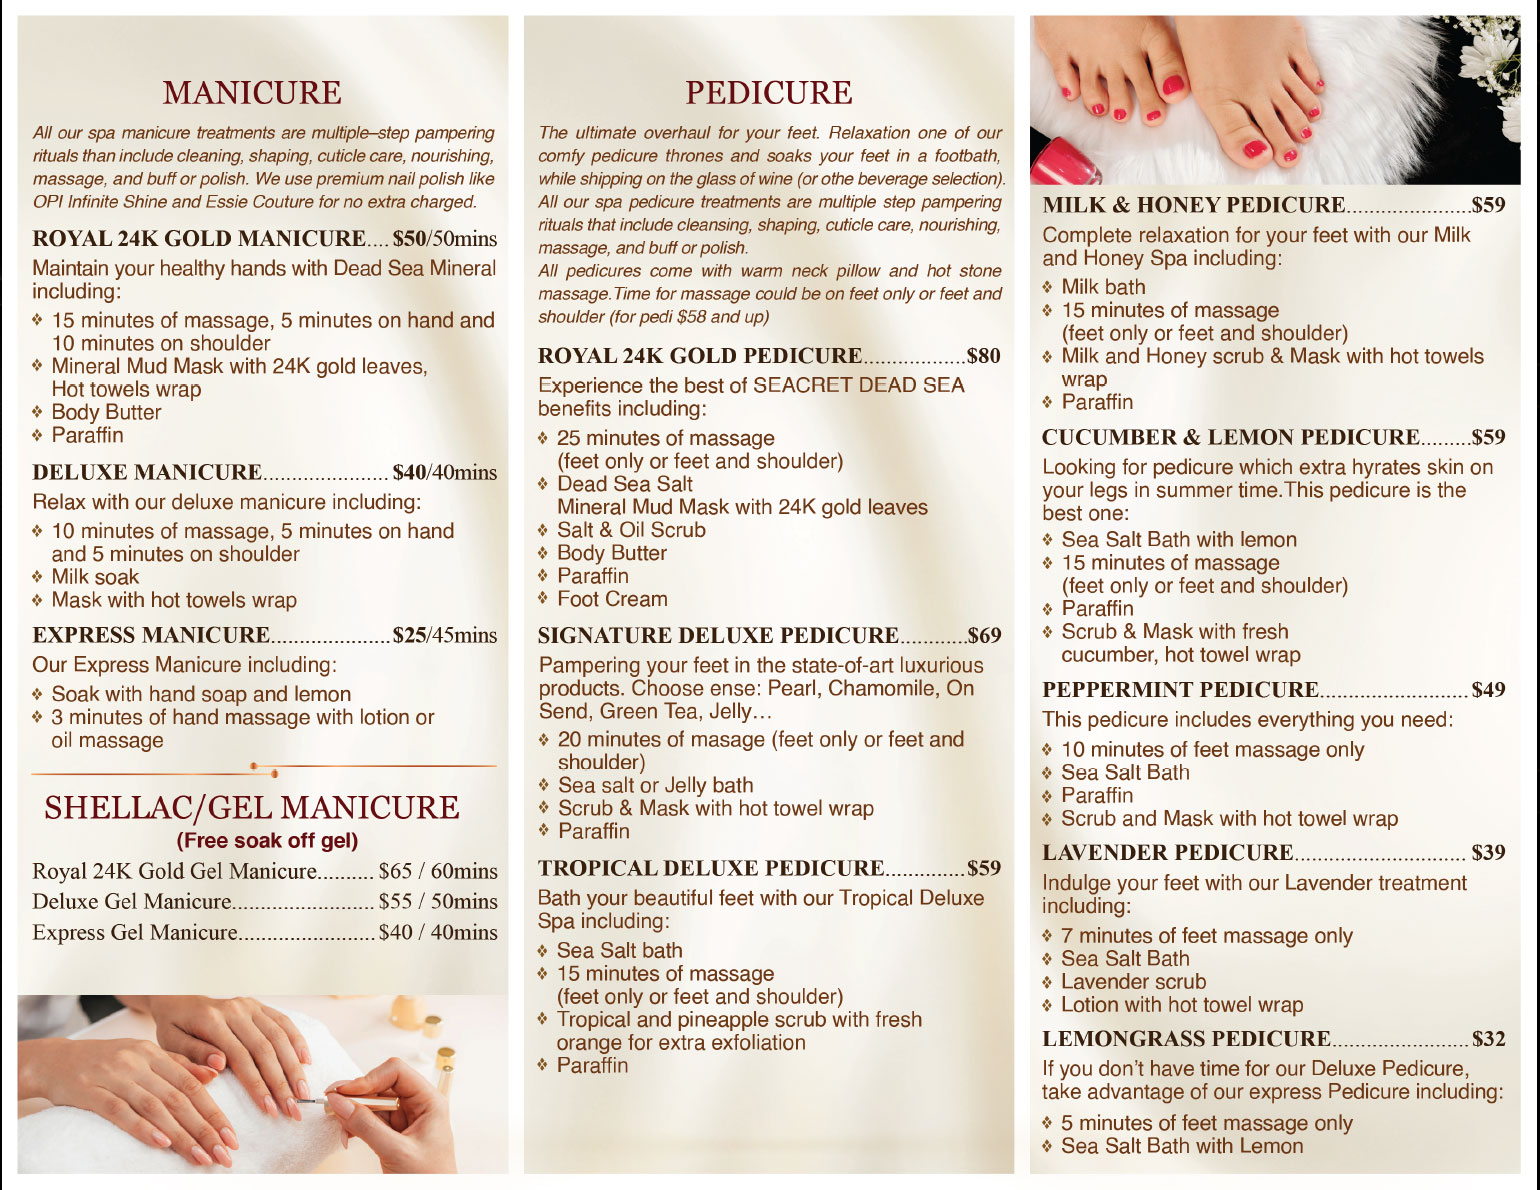 MANICURE
All our spa manicure treatments are multiple–step pampering
rituals than include cleaning, shaping, cuticle care, nourishing,
massage, and buff or polish. We use premium nail polish like
OPI Infinite Shine and Essie Couture for no extra charged.
ROYAL 24K GOLD MANICURE.... $50/50mins
Maintain your healthy hands with Dead Sea Mineral
including:
❖ 15 minutes of massage, 5 minutes on hand and
10 minutes on shoulder
❖ Mineral Mud Mask with 24K gold leaves,
Hot towels wrap
❖ Body Butter
❖ Paraffin
DELUXE MANICURE..................... $40/40mins
Relax with our deluxe manicure including:
❖ 10 minutes of massage, 5 minutes on hand
and 5 minutes on shoulder
❖ Milk soak
❖ Mask with hot towels wrap
EXPRESS MANICURE.................... $25/45mins
Our Express Manicure including:
❖ Soak with hand soap and lemon
❖ 3 minutes of hand massage with lotion or
oil massage
SHELLAC/GEL MANICURE
(Free soak off gel)
Royal 24K Gold Gel Manicure.......... $65 / 60mins
Deluxe Gel Manicure........................ $55 / 50mins
Express Gel Manicure....................... $40 / 40mins
PEDICURE
The ultimate overhaul for your feet. Relaxation one of our
comfy pedicure thrones and soaks your feet in a footbath,
while shipping on the glass of wine (or othe beverage selection).
All our spa pedicure treatments are multiple step pampering
rituals that include cleansing, shaping, cuticle care, nourishing,
massage, and buff or polish.
All pedicures come with warm neck pillow and hot stone
massage.Time for massage could be on feet only or feet and
shoulder (for pedi $58 and up)
ROYAL 24K GOLD PEDICURE.................$80
Experience the best of SEACRET DEAD SEA
benefits including:
❖ 25 minutes of massage
(feet only or feet and shoulder)
❖ Dead Sea Salt
Mineral Mud Mask with 24K gold leaves
❖ Salt & Oil Scrub
❖ Body Butter
❖ Paraffin
❖ Foot Cream
SIGNATURE DELUXE PEDICURE...........$69
Pampering your feet in the state-of-art luxurious
products. Choose ense: Pearl, Chamomile, On
Send, Green Tea, Jelly…
❖ 20 minutes of masage (feet only or feet and
shoulder)
❖ Sea salt or Jelly bath
❖ Scrub & Mask with hot towel wrap
❖ Paraffin
TROPICAL DELUXE PEDICURE.............$59
Bath your beautiful feet with our Tropical Deluxe
Spa including:
❖ Sea Salt bath
❖ 15 minutes of massage
(feet only or feet and shoulder)
❖ Tropical and pineapple scrub with fresh
orange for extra exfoliation
❖ Paraffin
MILK & HONEY PEDICURE.....................$59
Complete relaxation for your feet with our Milk
and Honey Spa including:
❖ Milk bath
❖ 15 minutes of massage
(feet only or feet and shoulder)
❖ Milk and Honey scrub & Mask with hot towels
wrap
❖ Paraffin
CUCUMBER & LEMON PEDICURE........$59
Looking for pedicure which extra hyrates skin on
your legs in summer time.This pedicure is the
best one:
❖ Sea Salt Bath with lemon
❖ 15 minutes of massage
(feet only or feet and shoulder)
❖ Paraffin
❖ Scrub & Mask with fresh
cucumber, hot towel wrap
PEPPERMINT PEDICURE......................... $49
This pedicure includes everything you need:
❖ 10 minutes of feet massage only
❖ Sea Salt Bath
❖ Paraffin
❖ Scrub and Mask with hot towel wrap
LAVENDER PEDICURE............................. $39
Indulge your feet with our Lavender treatment
including:
❖ 7 minutes of feet massage only
❖ Sea Salt Bath
❖ Lavender scrub
❖ Lotion with hot towel wrap
LEMONGRASS PEDICURE....................... $32
If you don’t have time for our Deluxe Pedicure,
take advantage of our express Pedicure including:
❖ 5 minutes of feet massage only
❖ Sea Salt Bath with Lemon